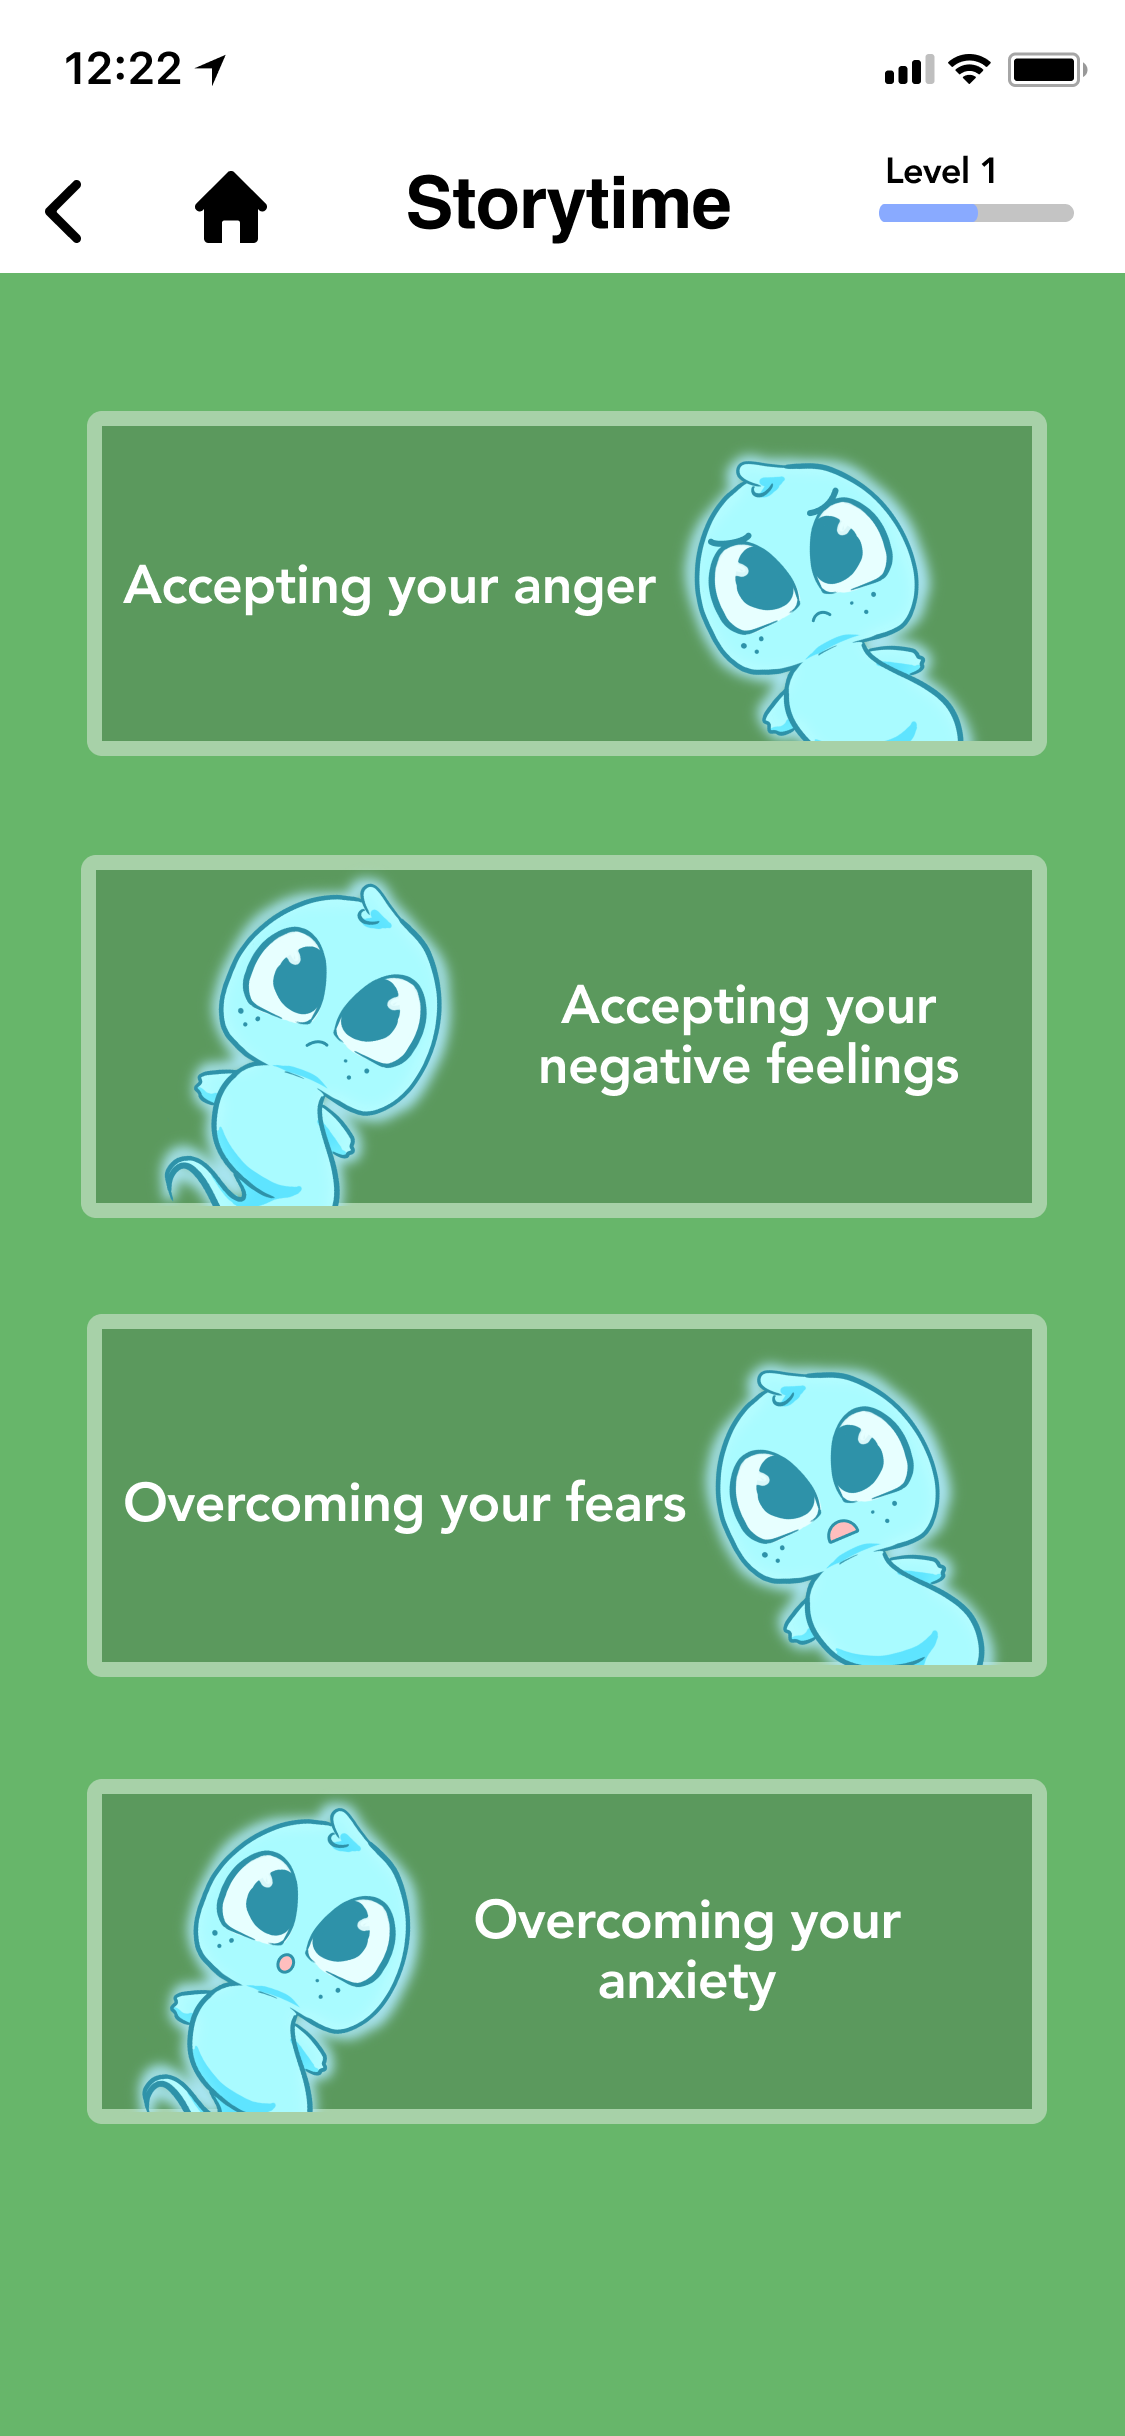 12:22
Storytime
Level 1
Accepting your anger
Accepting your
negative feelings
Overcoming your fears
Overcoming your
anxiety